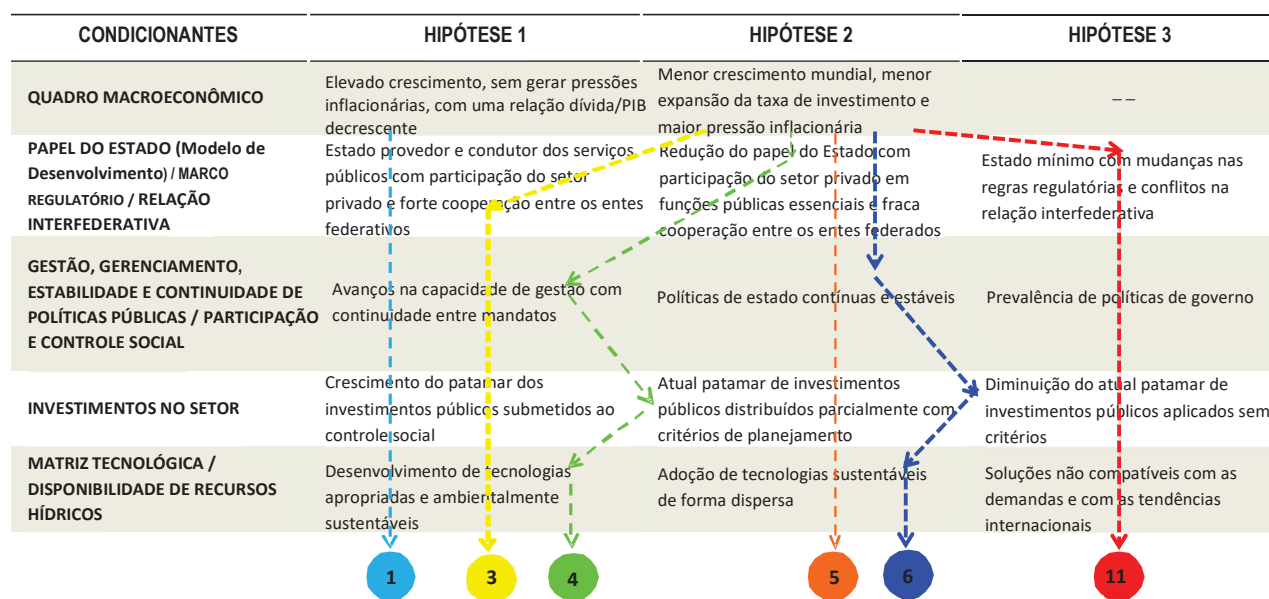 CONDICIONANTES
HIPÓTESE 1
HIPÓTESE 2
HIPÓTESE 3
QUADRO MACROECONÔMICO
Elevado crescimento, sem gerar pressões
inflacionárias, com uma relação dívida/PIB
decrescente
Menor crescimento mundial, menor
expansão da taxa de investimento e
maior pressão inflacionária
– –
PAPEL DO ESTADO (Modelo de
Desenvolvimento) / MARCO
REGULATÓRIO / RELAÇÃO
INTERFEDERATIVA
Estado provedor e condutor dos serviços
públicos com participação do setor
privado e forte cooperação entre os entes
federativos
Redução do papel do Estado com
participação do setor privado em
funções públicas essenciais e fraca
cooperação entre os entes federados
Estado mínimo com mudanças nas
regras regulatórias e conflitos na
relação interfederativa
GESTÃO, GERENCIAMENTO,
ESTABILIDADE E CONTINUIDADE DE
POLÍTICAS PÚBLICAS / PARTICIPAÇÃO
E CONTROLE SOCIAL
Avanços na capacidade de gestão com
continuidade entre mandatos
Políticas de estado contínuas e estáveis
Prevalência de políticas de governo
INVESTIMENTOS NO SETOR
Crescimento do patamar dos
investimentos públicos submetidos ao
controle social
Atual patamar de investimentos
públicos distribuídos parcialmente com
critérios de planejamento
Diminuição do atual patamar de
investimentos públicos aplicados sem
critérios
MATRIZ TECNOLÓGICA /
DISPONIBILIDADE DE RECURSOS
HÍDRICOS
Desenvolvimento de tecnologias
apropriadas e ambientalmente
sustentáveis
Adoção de tecnologias sustentáveis
de forma dispersa
Soluções não compatíveis com as
demandas e com as tendências
internacionais
1
3
4
5
6
11